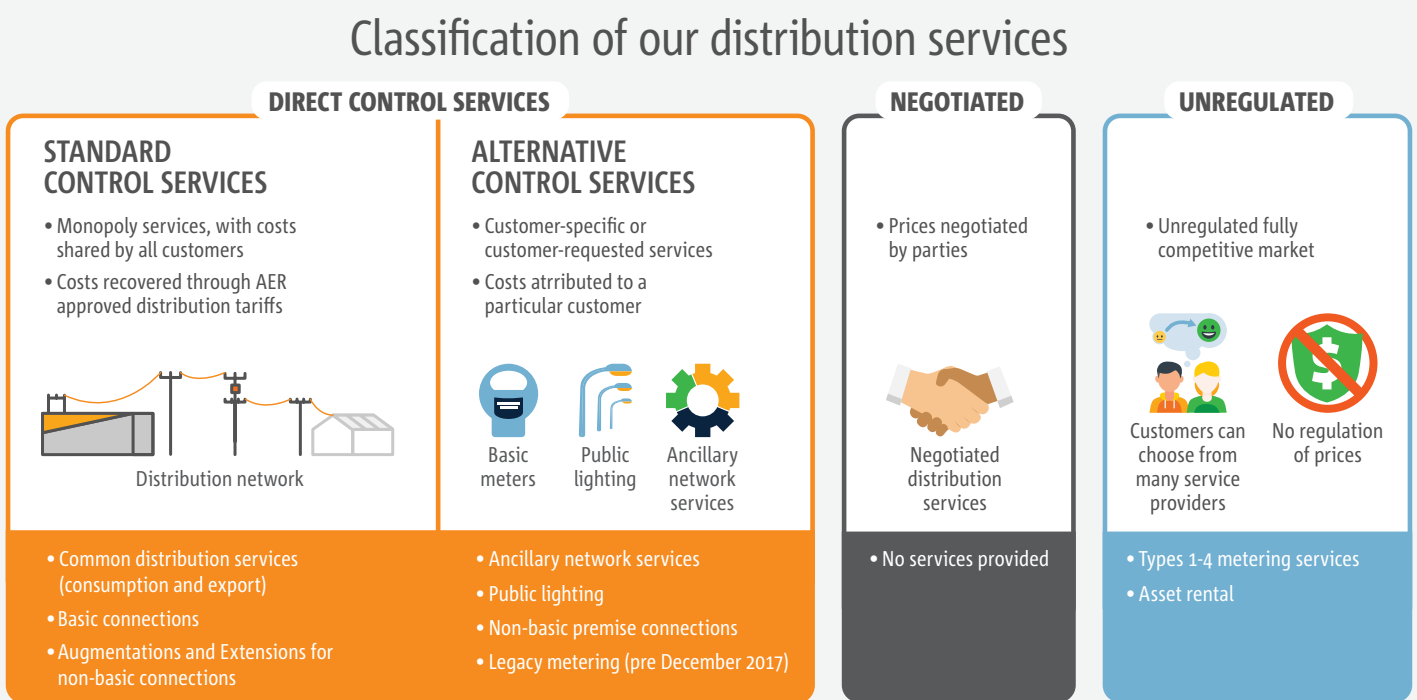 Classification of our distribution services
DIRECT CONTROL SERVICES
STANDARD
CONTROL SERVICES
• Monopoly services, with costs
shared by all customers
• Costs recovered through AER
approved distribution tariffs
Distribution network
• Common distribution services
(consumption and export)
• Basic connections
• Augmentations and Extensions for
non-basic connections
ALTERNATIVE
CONTROL SERVICES
• Customer-specific or
customer-requested services
• Costs atrributed to a
particular customer
Basic
meters
Public
lighting
Ancillary
network
services
• Ancillary network services
• Public lighting
• Non-basic premise connections
• Legacy metering (pre December 2017)
NEGOTIATED
• Prices negotiated
by parties
Negotiated
distribution
services
• No services provided
UNREGULATED
• Unregulated fully
competitive market
Customers can
choose from
many service
providers
$
No regulation
of prices
• Types 1-4 metering services
• Asset rental